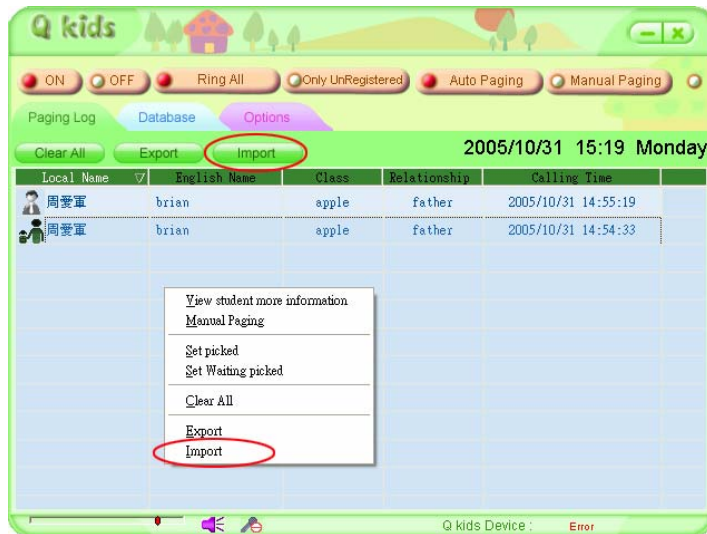 Q kids
ON OFF Ring All Only UnRegistered Auto Paging Manual Paging
Paging Log Database Options
Clear All Export Import 2005/10/31 15:19 Monday
Local Name English Name Class Relationship Calling Time
周愛軍 brian apple father 2005/10/31 14:55:19
周愛軍 brian apple father 2005/10/31 14:54:33
View student more information
Manual Paging
Set picked
Set Waiting picked
Clear All
Export
Import
Q kids Device : Error